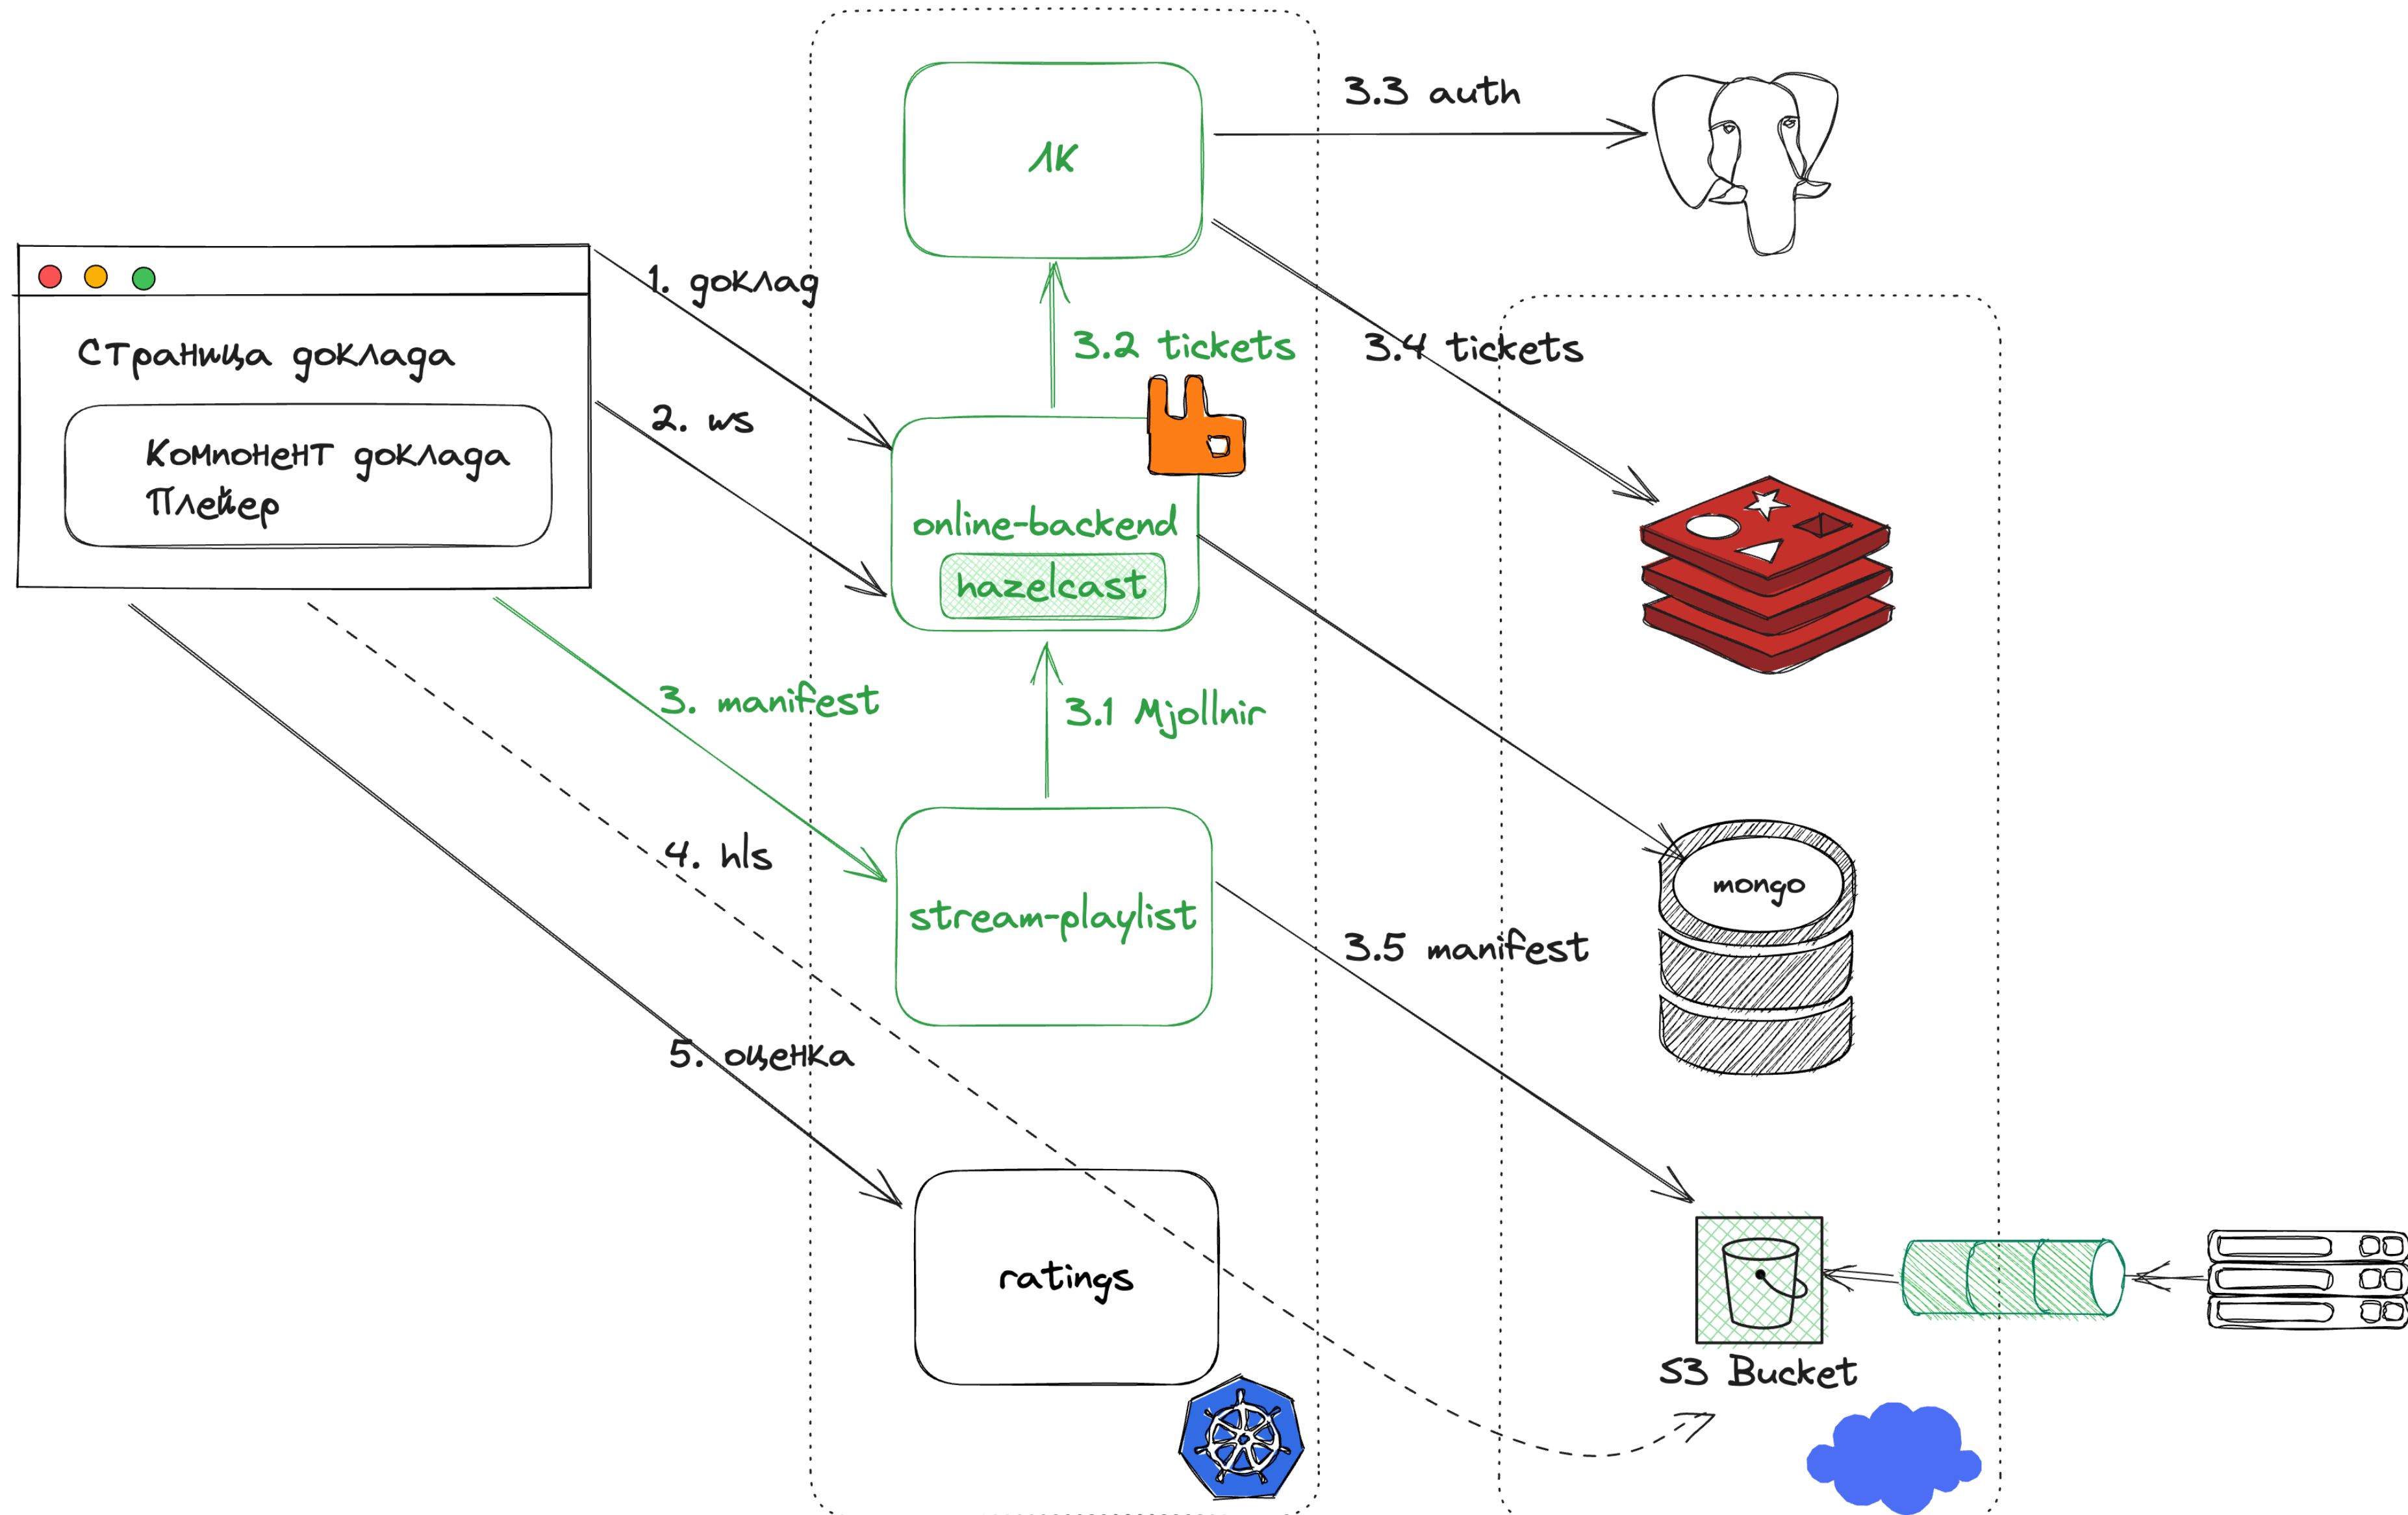 ЛК
3.3 auth
1. доклад
Страница доклада
3.2 tickets
3.4 tickets
2. ws
Компонент доклада
Плейер
online-backend
hazelcast
3. manifest
3.1 Mjollnir
4. hls
mongo
stream-playlist
3.5 manifest
5. оценка
ratings
S3 Bucket